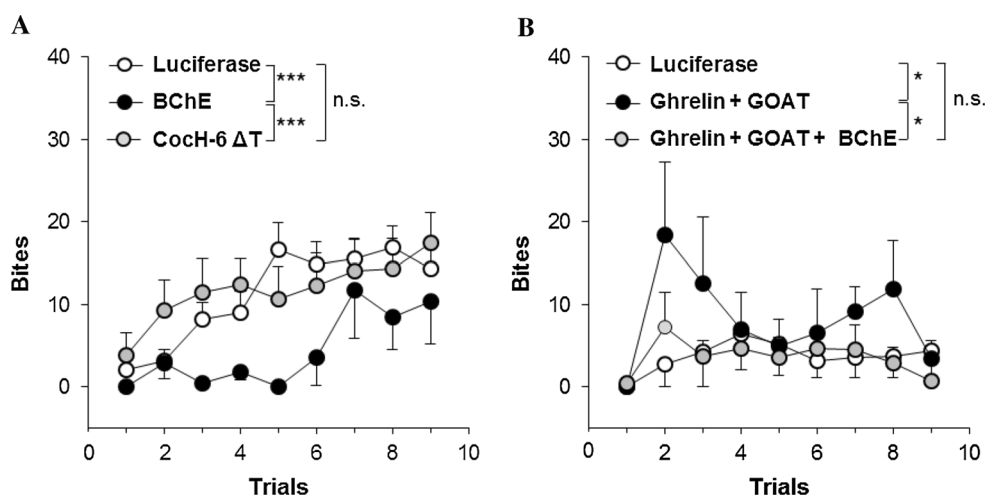 A
40
30
20
10
0
Bites
Luciferase
BChE
CocH-6 ΔT
***
***
n.s.
0 2 4 6 8 10
Trials
B
40
30
20
10
0
Bites
Luciferase
Ghrelin + GOAT
Ghrelin + GOAT + BChE
*
*
n.s.
0 2 4 6 8 10
Trials